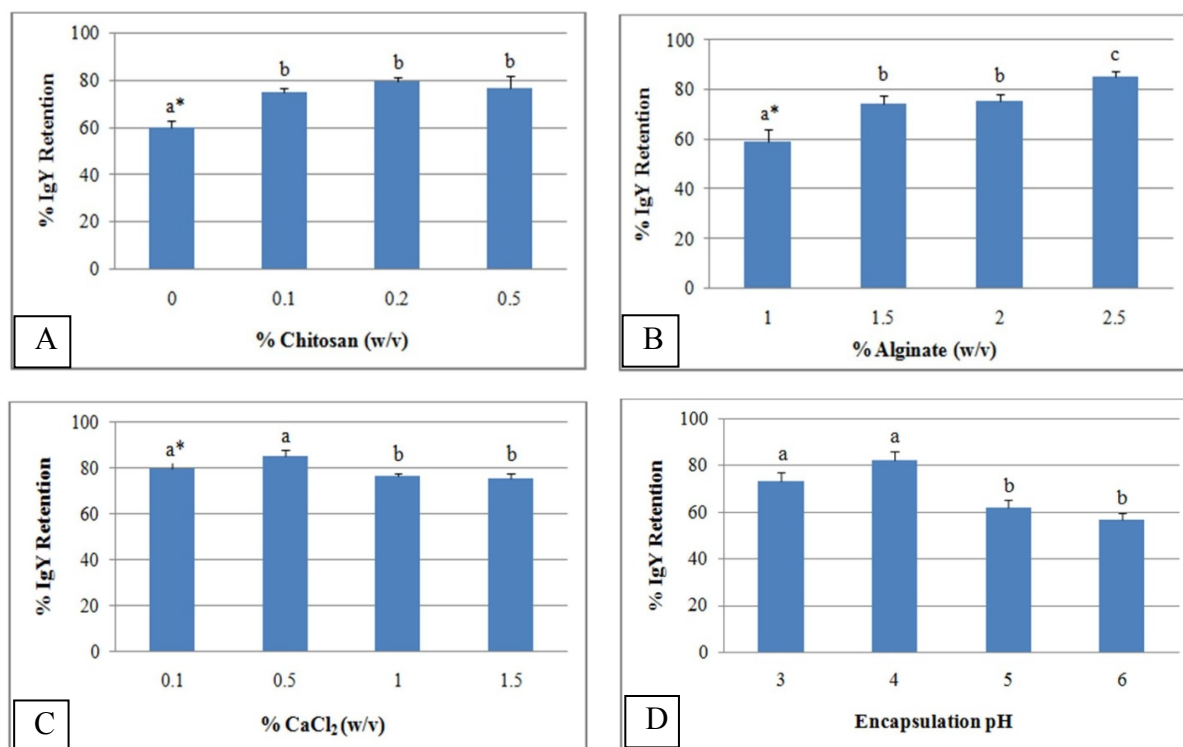 100
80
60
40
20
0
% IgY Retention
a*
b
b
b
0
0.1
0.2
0.5
% Chitosan (w/v)
A
100
80
60
40
20
0
% IgY Retention
a*
b
b
c
1
1.5
2
2.5
% Alginate (w/v)
B
100
80
60
40
20
0
% IgY Retention
a*
a
b
b
0.1
0.5
1
1.5
% CaCl₂ (w/v)
C
100
80
60
40
20
0
% IgY Retention
a
a
b
b
3
4
5
6
Encapsulation pH
D